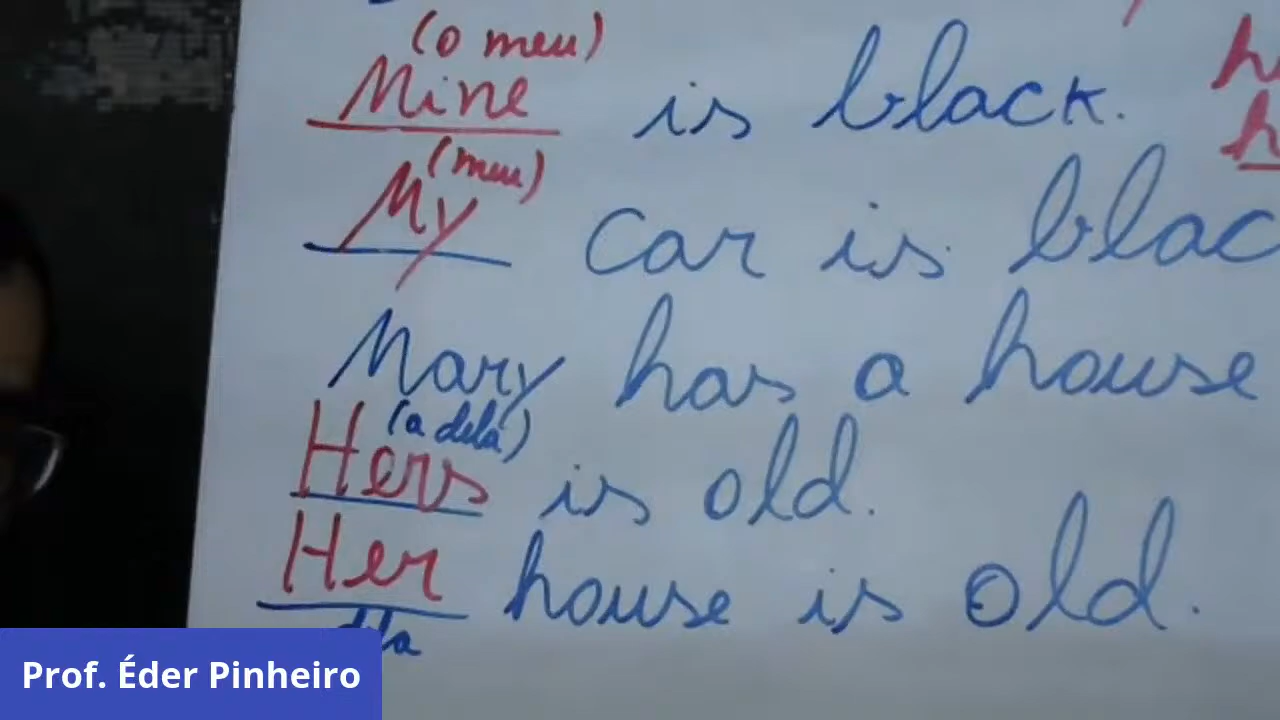 (o meu)
Mine is black.
(meu)
My car is blac
Mary has a house
(a dela)
Hers is old.
Her house is old.
dela
Prof. Éder Pinheiro